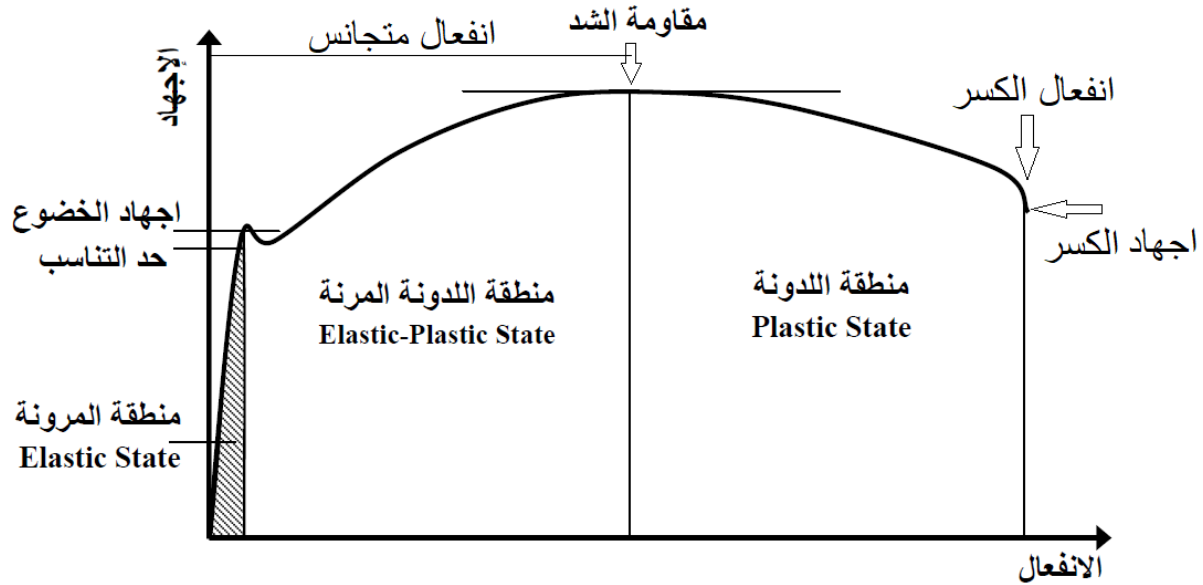 مقاومة الشد
انفعال متجانس
الإجهاد
انفعال الكسر
اجهاد الخضوع
حد التناسب
اجهاد الكسر
منطقة اللدونة المرنة
Elastic-Plastic State
منطقة اللدونة
Plastic State
منطقة المرونة
Elastic State
الانفعال